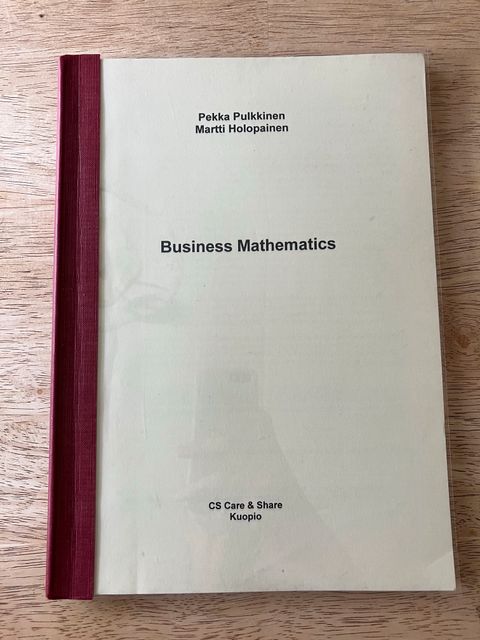 Pekka Pulkkinen
Martti Holopainen
Business Mathematics
CS Care & Share
Kuopio